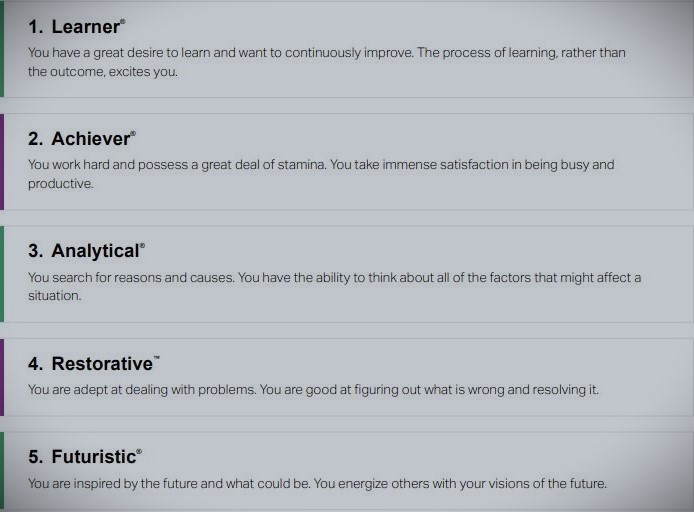 1. Learner®
You have a great desire to learn and want to continuously improve. The process of learning, rather than
the outcome, excites you.
2. Achiever®
You work hard and possess a great deal of stamina. You take immense satisfaction in being busy and
productive.
3. Analytical®
You search for reasons and causes. You have the ability to think about all of the factors that might affect a
situation.
4. Restorative™
You are adept at dealing with problems. You are good at figuring out what is wrong and resolving it.
5. Futuristic®
You are inspired by the future and what could be. You energize others with your visions of the future.